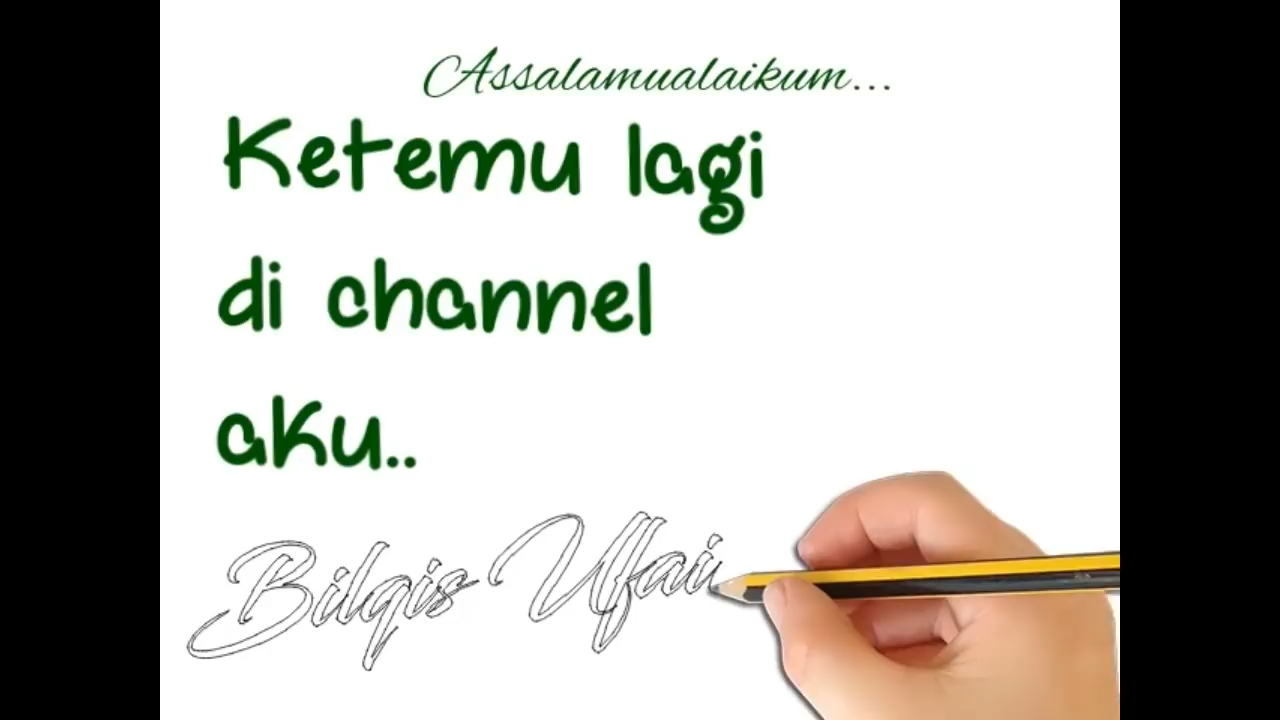 Assalamualaikum...
Ketemu lagi
di channel
aku..
Bilqis Ufai